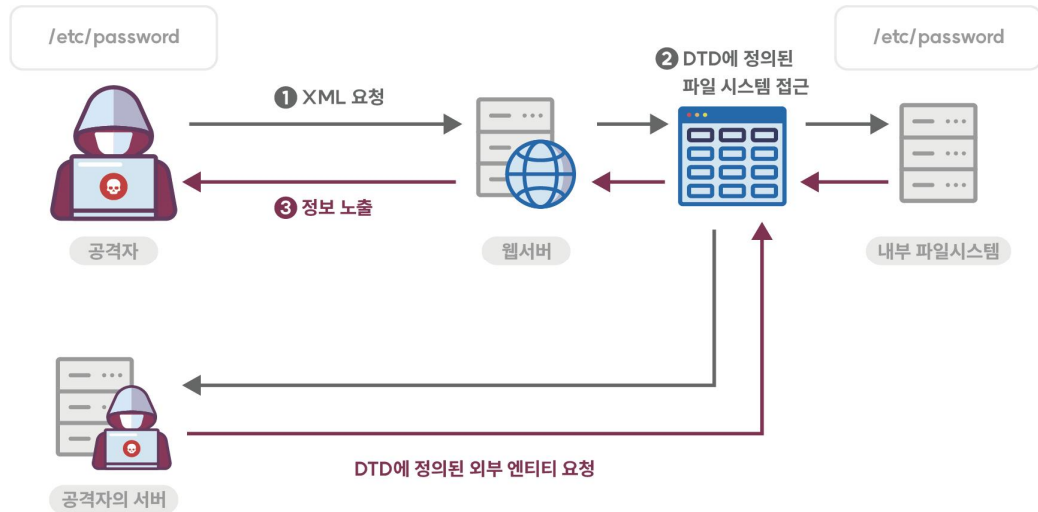 /etc/password
/etc/password
❷ DTD에 정의된
파일 시스템 접근
❶ XML 요청
❸ 정보 노출
공격자
웹서버
내부 파일시스템
DTD에 정의된 외부 엔티티 요청
공격자의 서버